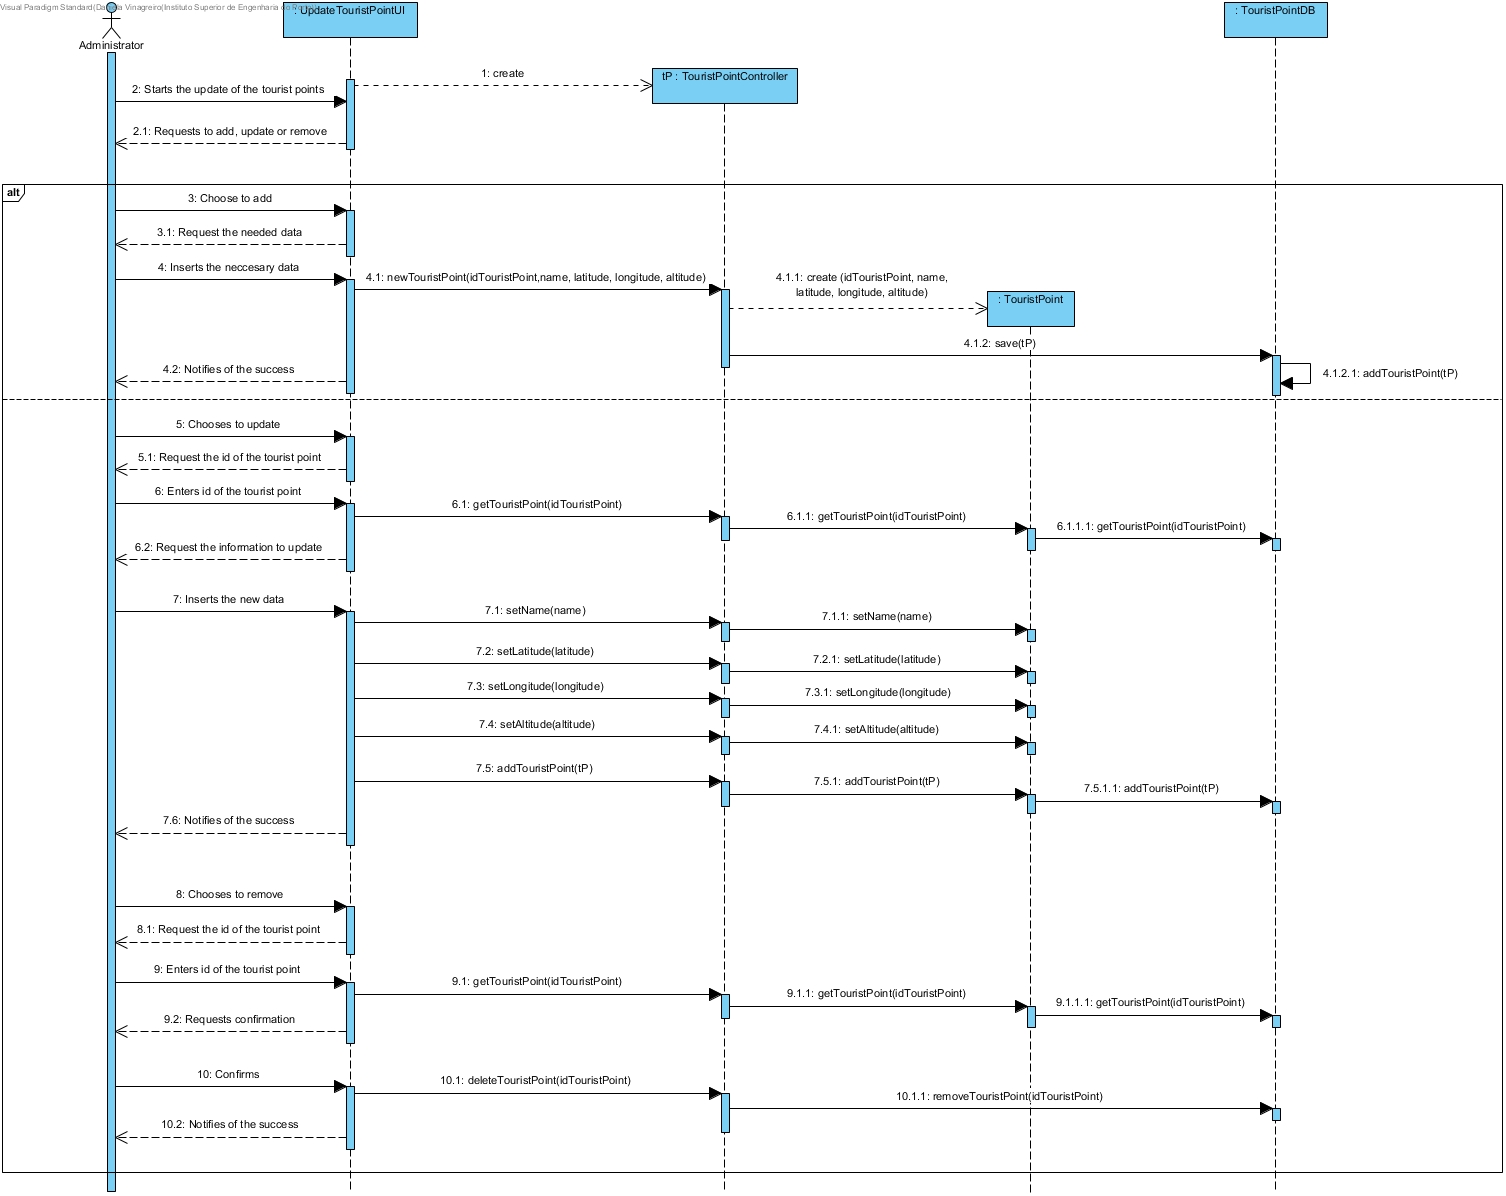 Visual Paradigm Standard(Da
la Vinagreiro(Instituto Superior de Engenharia do
: UpdateTouristPointUI
: TouristPointDB
Administrator
1: create
tP : TouristPointController
2: Starts the update of the tourist points
2.1: Requests to add, update or remove
alt
3: Choose to add
3.1: Request the needed data
4: Inserts the neccesary data
4.1: newTouristPoint(idTouristPoint,name, latitude, longitude, altitude)
4.1.1: create (idTouristPoint, name,
latitude, longitude, altitude)
: TouristPoint
4.1.2: save(tP)
4.2: Notifies of the success
4.1.2.1: addTouristPoint(tP)
5: Chooses to update
5.1: Request the id of the tourist point
6: Enters id of the tourist point
6.1: getTouristPoint(idTouristPoint)
6.1.1: getTouristPoint(idTouristPoint)
6.1.1.1: getTouristPoint(idTouristPoint)
6.2: Request the information to update
7: Inserts the new data
7.1: setName(name)
7.1.1: setName(name)
7.2: setLatitude(latitude)
7.2.1: setLatitude(latitude)
7.3: setLongitude(longitude)
7.3.1: setLongitude(longitude)
7.4: setAltitude(altitude)
7.4.1: setAltitude(altitude)
7.5: addTouristPoint(tP)
7.5.1: addTouristPoint(tP)
7.5.1.1: addTouristPoint(tP)
7.6: Notifies of the success
8: Chooses to remove
8.1: Request the id of the tourist point
9: Enters id of the tourist point
9.1: getTouristPoint(idTouristPoint)
9.1.1: getTouristPoint(idTouristPoint)
9.1.1.1: getTouristPoint(idTouristPoint)
9.2: Requests confirmation
10: Confirms
10.1: deleteTouristPoint(idTouristPoint)
10.1.1: removeTouristPoint(idTouristPoint)
10.2: Notifies of the success